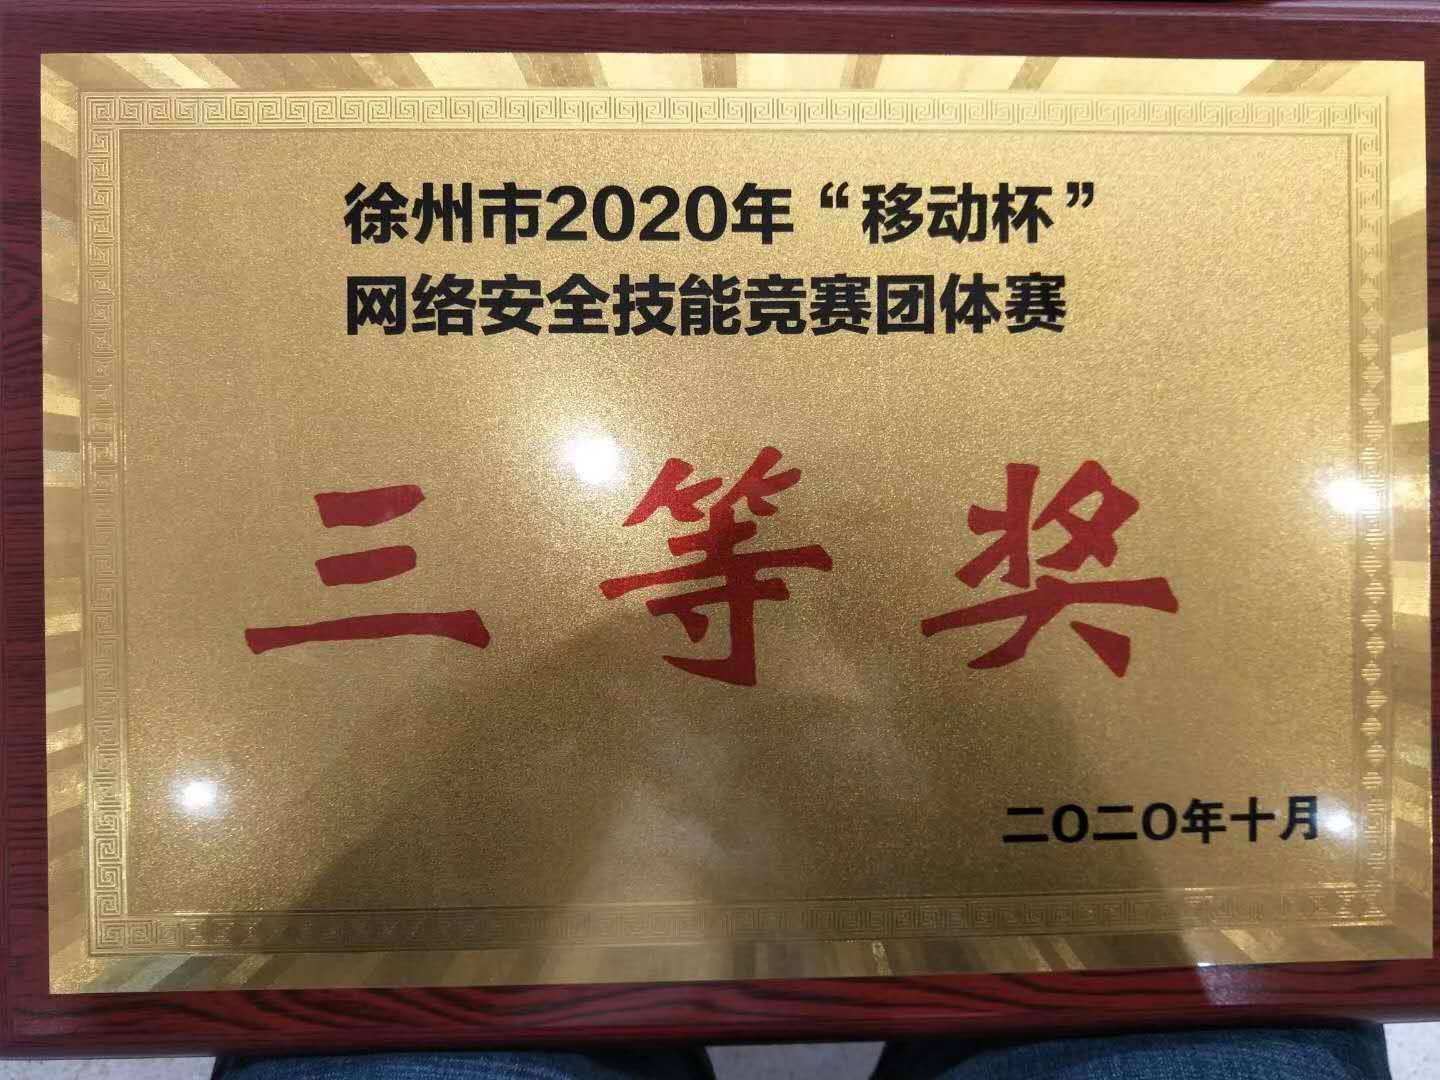 徐州市2020年“移动杯”
网络安全技能竞赛团体赛
三等奖
二〇二〇年十月